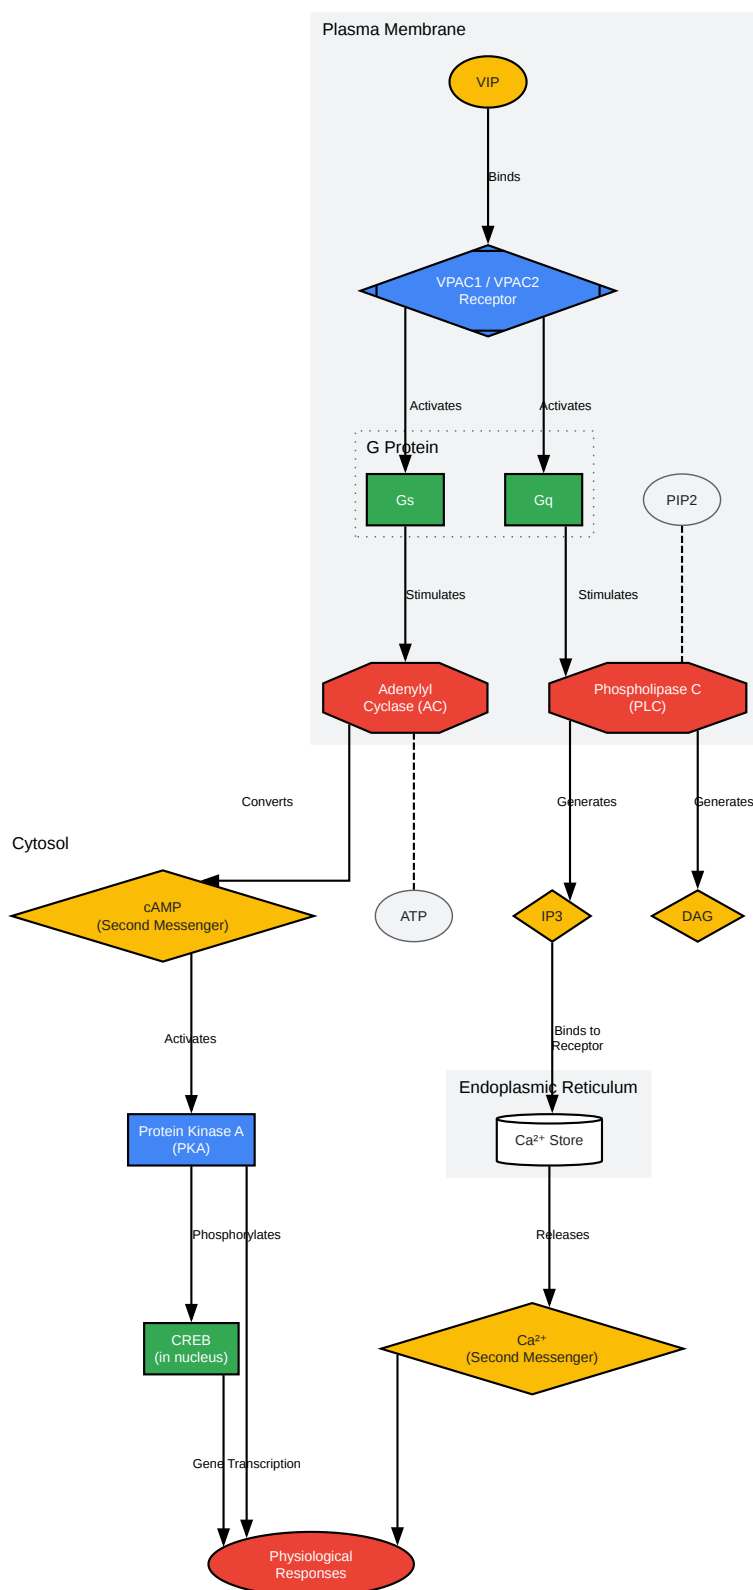 Plasma Membrane
VIP
Binds
VPAC1 / VPAC2
Receptor
Activates
Activates
G Protein
Gs
Gq
PIP2
Stimulates
Stimulates
Adenylyl
Cyclase (AC)
Phospholipase C
(PLC)
Converts
Generates
Generates
Cytosol
cAMP
(Second Messenger)
ATP
IP3
DAG
Activates
Binds to
Receptor
Endoplasmic Reticulum
Protein Kinase A
(PKA)
Ca²⁺ Store
Phosphorylates
Releases
CREB
(in nucleus)
Ca²⁺
(Second Messenger)
Gene Transcription
Physiological
Responses